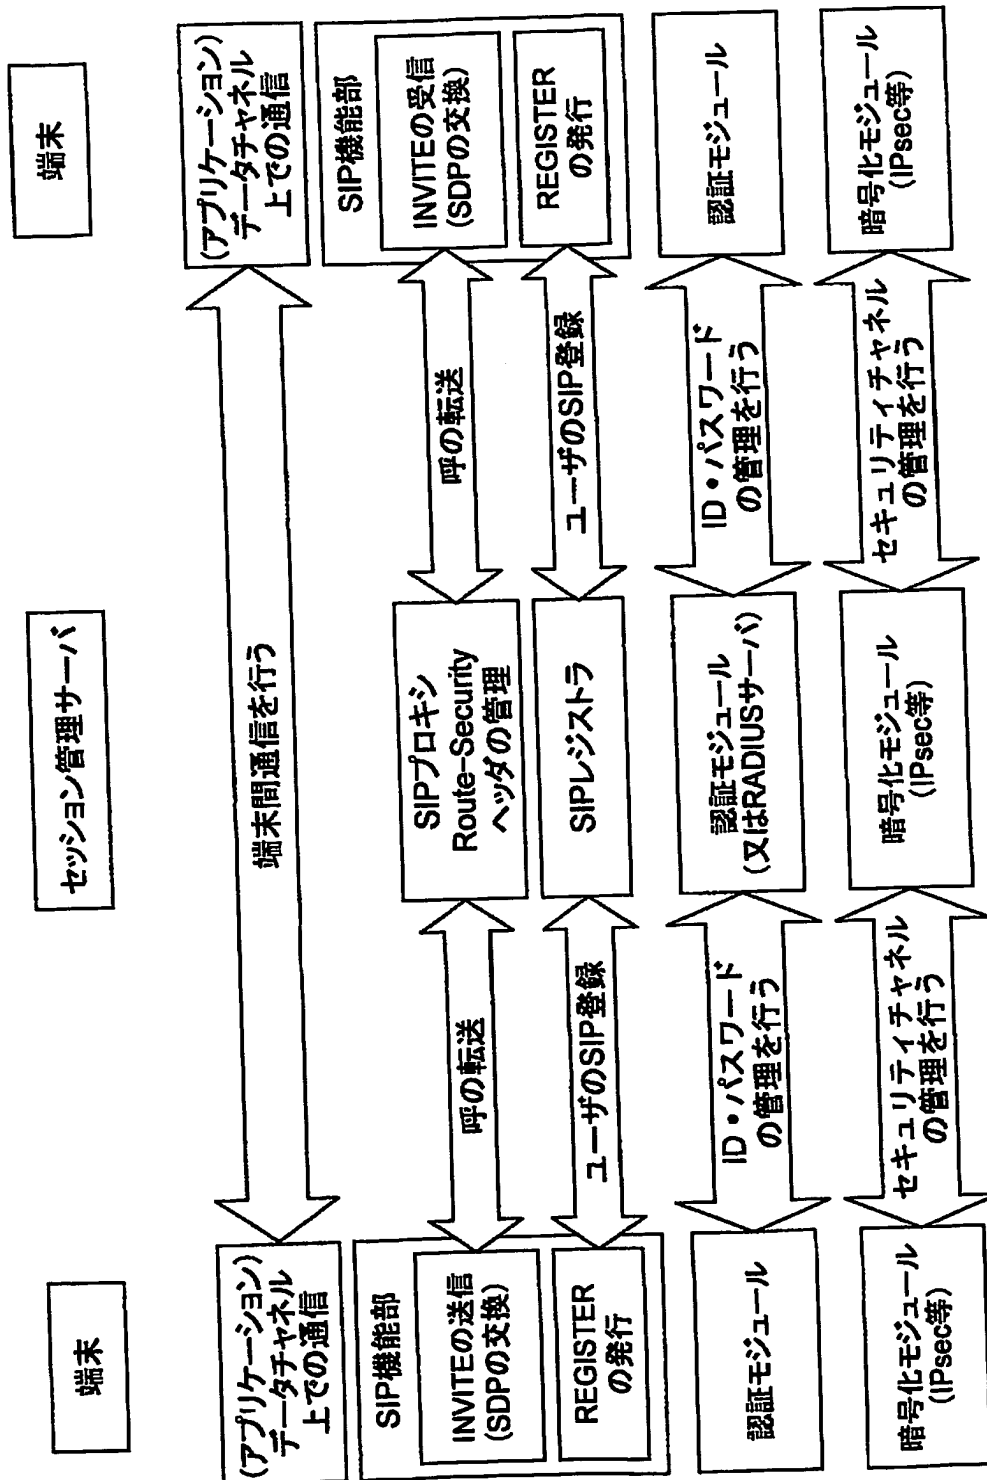 端末
セッション管理サーバ
端末
(アプリケーション)
データチャネル
上での通信
端末間通信を行う
(アプリケーション)
データチャネル
上での通信
SIP機能部
INVITEの送信
(SDPの交換)
呼の転送
SIPプロキシ
Route-Security
ヘッダの管理
呼の転送
SIP機能部
INVITEの受信
(SDPの交換)
REGISTER
の発行
ユーザのSIP登録
SIPレジストラ
ユーザのSIP登録
REGISTER
の発行
認証モジュール
ID・パスワード
の管理を行う
認証モジュール
(又はRADIUSサーバ)
ID・パスワード
の管理を行う
認証モジュール
暗号化モジュール
(IPsec等)
セキュリティチャネル
の管理を行う
暗号化モジュール
(IPsec等)
セキュリティチャネル
の管理を行う
暗号化モジュール
(IPsec等)